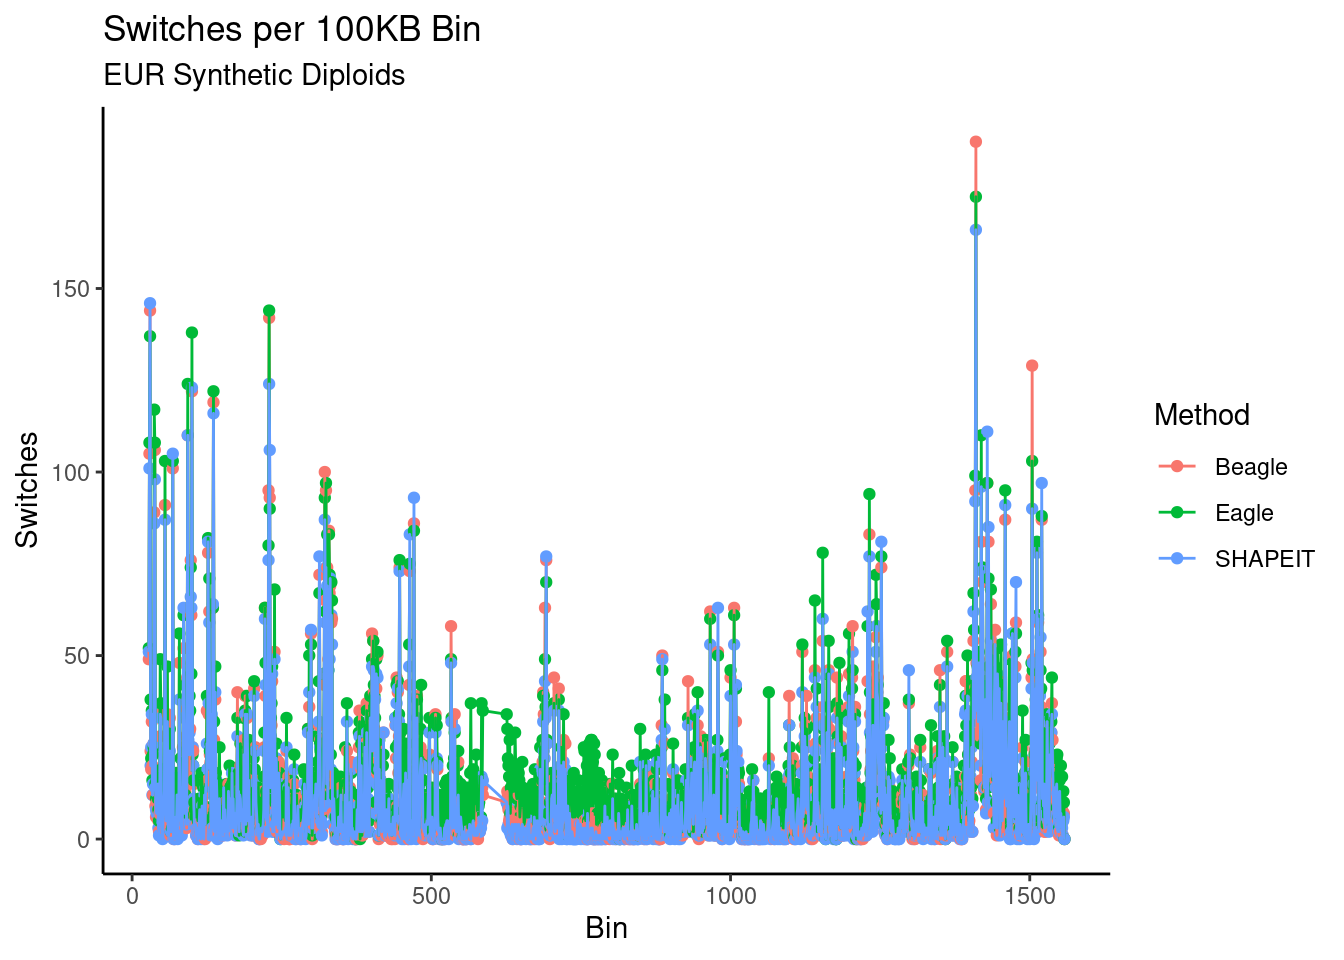 Switches per 100KB Bin
EUR Synthetic Diploids
Switches
150
100
50
0
0 500 1000 1500
Bin
Method
Beagle
Eagle
SHAPEIT